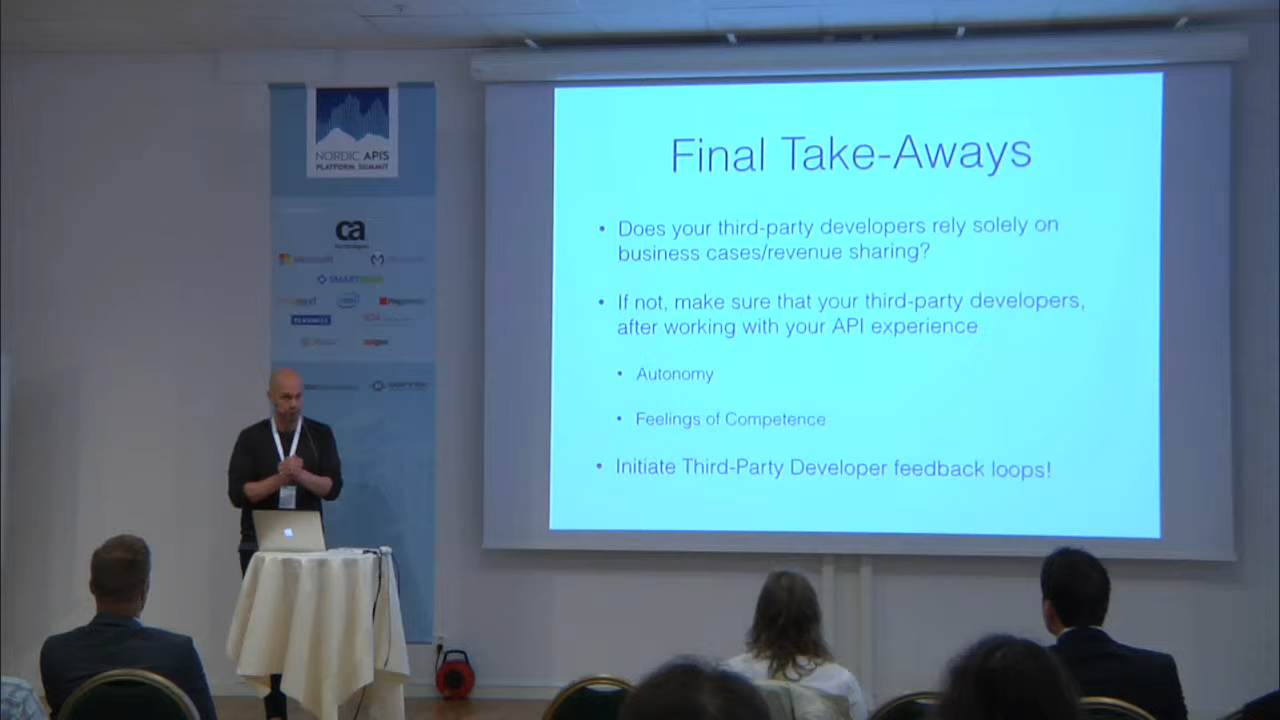 NORDIC APIS
PLATFORM SUMMIT
ca
technologies
Microsoft
SMARTBEAR
intel
Final Take-Aways
• Does your third-party developers rely solely on
business cases/revenue sharing?
• If not, make sure that your third-party developers,
after working with your API experience
• Autonomy
• Feelings of Competence
• Initiate Third-Party Developer feedback loops!